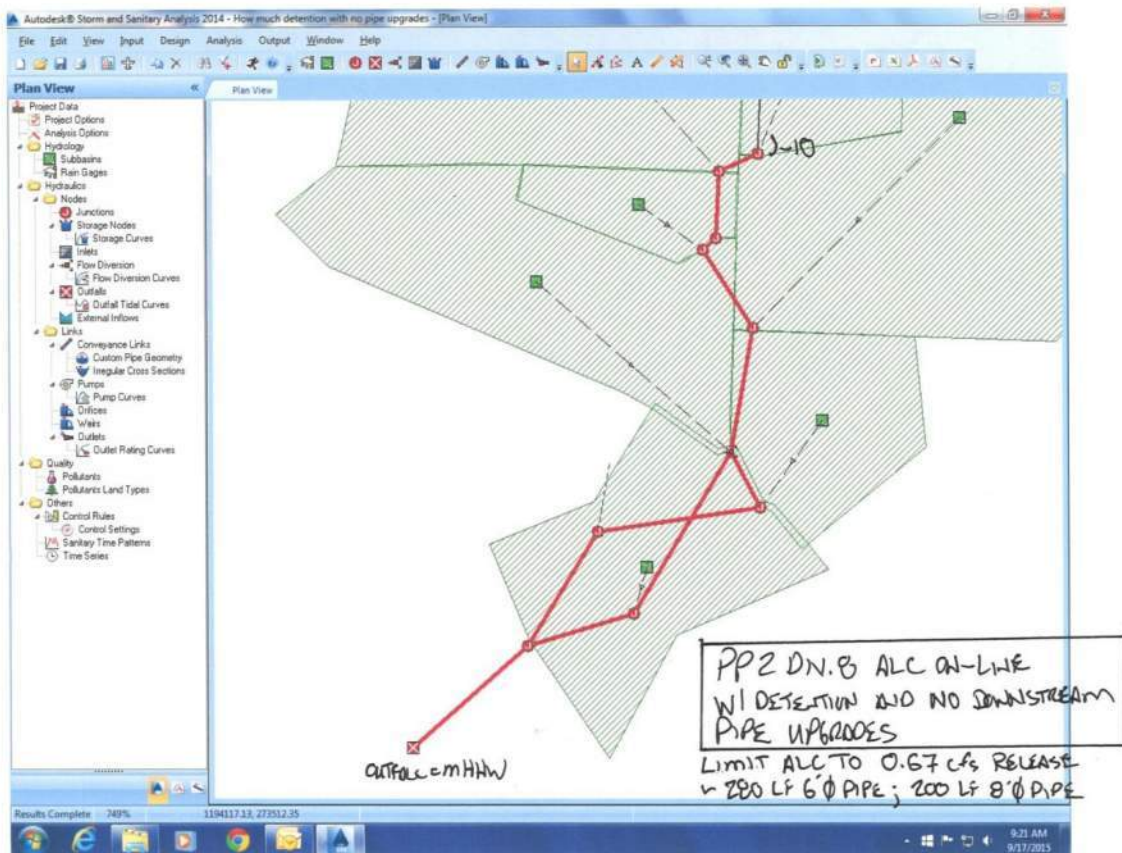 Autodesk® Storm and Sanitary Analysis 2014 - How much detention with no pipe upgrades - [Plan View]
File Edit View Input Design Analysis Output Window Help
Plan View «
Plan View
Project Data
Project Options
Analysis Options
Hydrology
Subbasins
Rain Gages
Hydraulics
Nodes
Junctions
Storage Nodes
Storage Curves
Inlets
Flow Diversion
Flow Diversion Curves
Outfalls
Outfall Tidal Curves
External Inflows
Links
Conveyance Links
Custom Pipe Geometry
Irregular Cross Sections
Pumps
Pump Curves
Orifices
Weirs
Outlets
Outlet Rating Curves
Quality
Pollutants
Pollutants Land Types
Others
Control Rules
Control Settings
Sanitary Time Patterns
Time Series
J-10
OUTFALL = MHHW
PP2 DN.8 ALC ON-LINE
W/ DETENTION AND NO DOWNSTREAM
PIPE UPGRADES
LIMIT ALC TO 0.67 cfs RELEASE
~ 280 LF 6'Φ PIPE; 200 LF 8'Φ PIPE
Results Complete 749% 1194117.13, 273512.35
9:21 AM
9/17/2015